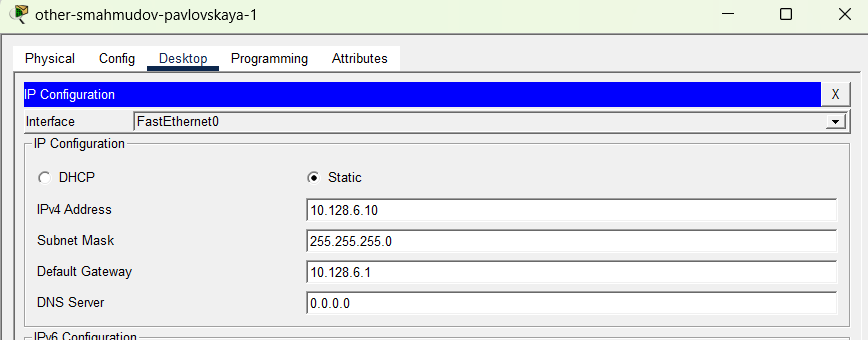 other-smahmudov-pavlovskaya-1
Physical Config Desktop Programming Attributes
IP Configuration X
Interface FastEthernet0
IP Configuration
DHCP Static
IPv4 Address 10.128.6.10
Subnet Mask 255.255.255.0
Default Gateway 10.128.6.1
DNS Server 0.0.0.0
IPv6 Configuration